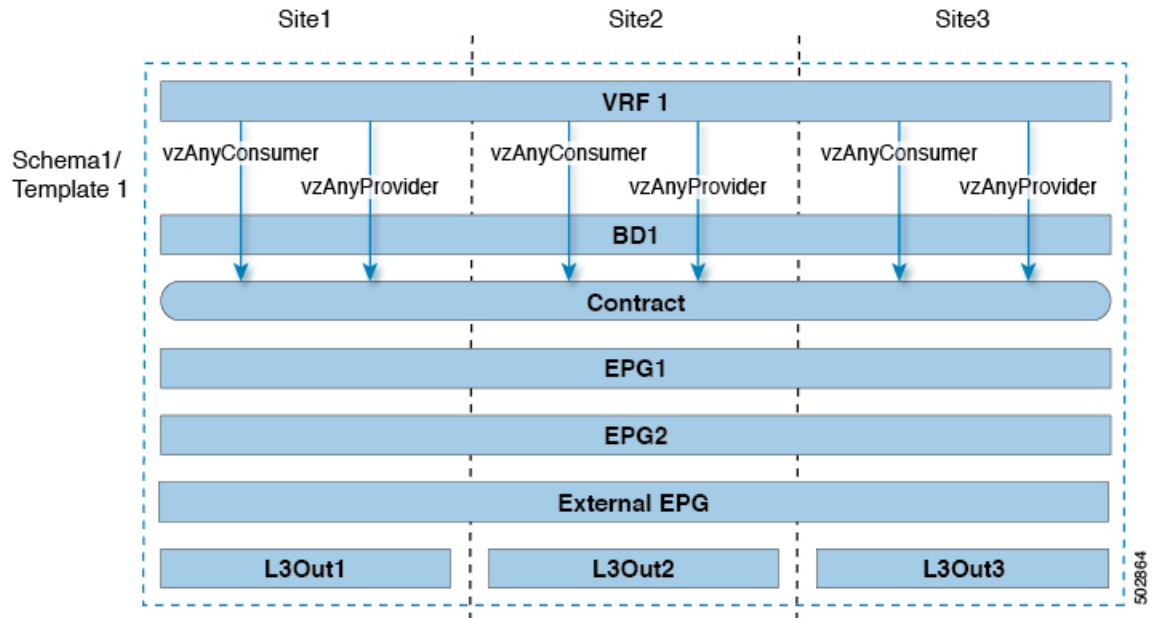 Site1 Site2 Site3
VRF 1
Schema1/
Template 1
vzAnyConsumer vzAnyConsumer vzAnyConsumer
vzAnyProvider vzAnyProvider vzAnyProvider
BD1
Contract
EPG1
EPG2
External EPG
L3Out1 L3Out2 L3Out3
502864